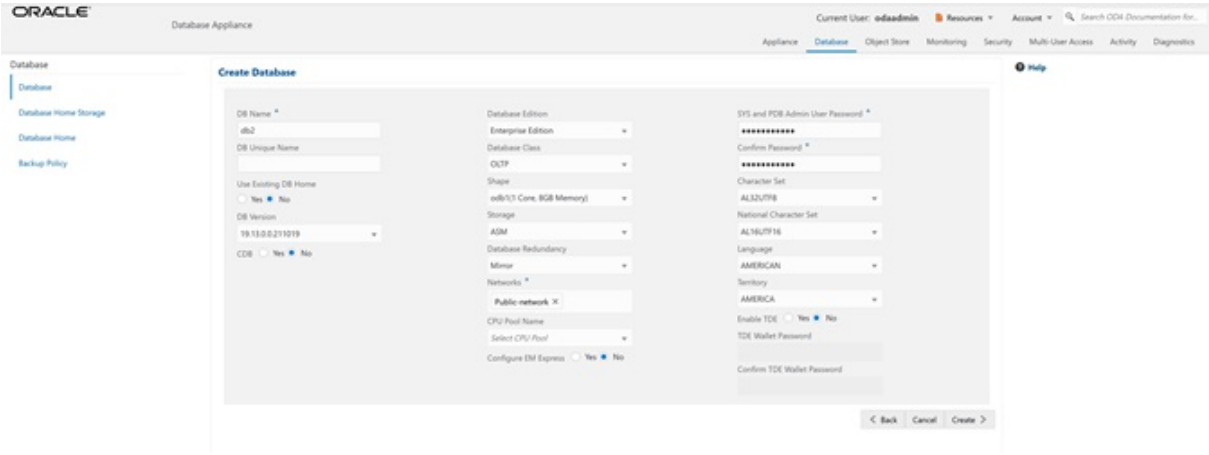 ORACLE
Database Appliance
Current User: odaadmin Resources Account Search ODA Documentation for...
Appliance Database Object Store Monitoring Security Multi-User Access Activity Diagnostics
Database
Database
Database Home Storage
Database Home
Backup Policy
Create Database
DB Name *
db2
DB Unique Name
Use Existing DB Home
Yes No
DB Version
19.13.0.0.211019
CDB Yes No
Database Edition
Enterprise Edition
Database Class
OLTP
Shape
odb1(1 Core, 8GB Memory)
Storage
ASM
Database Redundancy
Mirror
Networks *
Public-network ×
CPU Pool Name
Select CPU Pool
Configure EM Express Yes No
SYS and PDB Admin User Password *
•••••••••••
Confirm Password *
•••••••••••
Character Set
AL32UTF8
National Character Set
AL16UTF16
Language
AMERICAN
Territory
AMERICA
Enable TDE Yes No
TDE Wallet Password
Confirm TDE Wallet Password
Help
< Back Cancel Create >